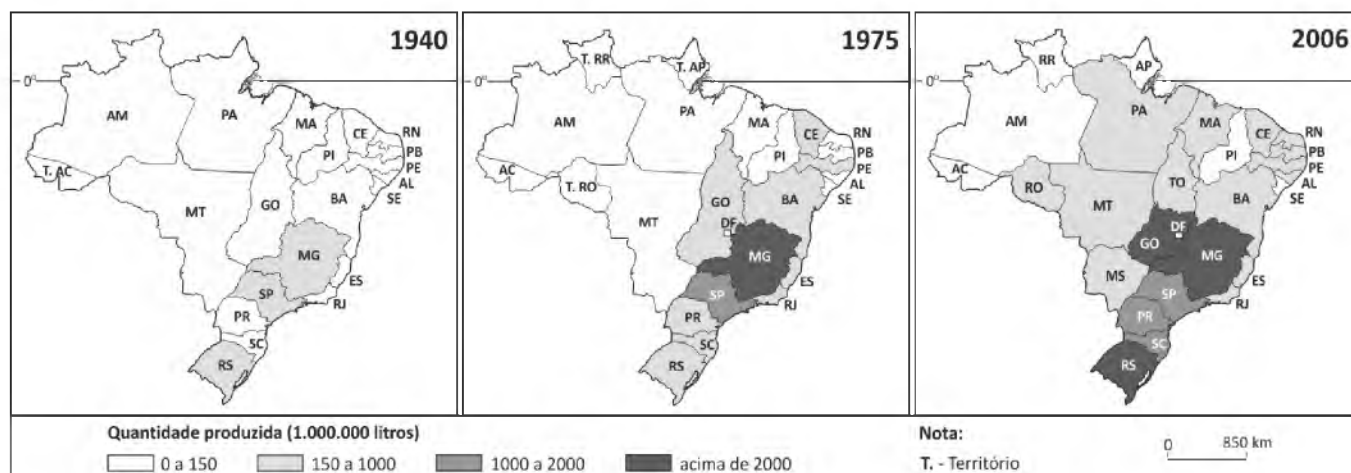 1940
0°
AM
PA
MA
CE
RN
PB
PI
PE
T. AC
AL
SE
BA
MT
GO
MG
ES
SP
RJ
PR
SC
RS
1975
T. RR
T. AP
AM
PA
MA
CE
RN
PB
PI
PE
AC
AL
T. RO
SE
BA
GO
MT
DF
MG
ES
SP
RJ
PR
SC
RS
2006
RR
AP
0°
AM
PA
MA
CE
RN
PB
PI
PE
AC
AL
TO
RO
SE
BA
MT
DF
GO
MG
MS
ES
SP
RJ
PR
SC
RS
Quantidade produzida (1.000.000 litros)
0 a 150
150 a 1000
1000 a 2000
acima de 2000
Nota:
T. - Território
0 850 km